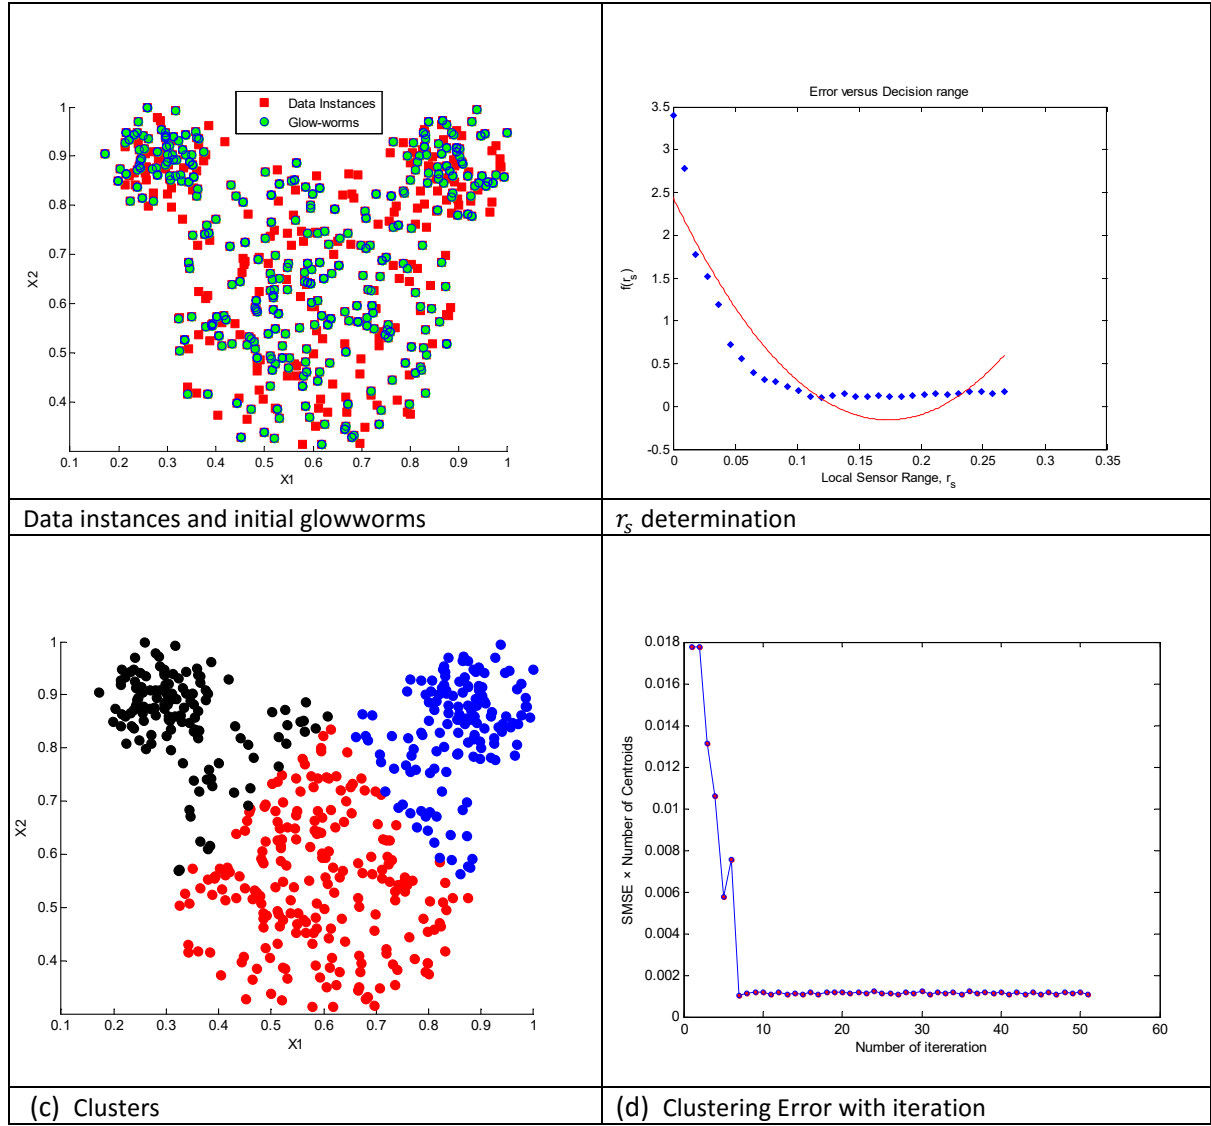 Data Instances
Glow-worms
1
0.9
0.8
0.7
0.6
0.5
0.4
X2
0.1 0.2 0.3 0.4 0.5 0.6 0.7 0.8 0.9 1
X1
Error versus Decision range
3.5
3
2.5
2
1.5
1
0.5
0
-0.5
f(r_s)
0 0.05 0.1 0.15 0.2 0.25 0.3 0.35
Local Sensor Range, r_s
Data instances and initial glowworms
r_s determination
1
0.9
0.8
0.7
0.6
0.5
0.4
X2
0.1 0.2 0.3 0.4 0.5 0.6 0.7 0.8 0.9 1
X1
0.018
0.016
0.014
0.012
0.01
0.008
0.006
0.004
0.002
0
SMSE × Number of Centroids
0 10 20 30 40 50 60
Number of itereration
(c) Clusters
(d) Clustering Error with iteration